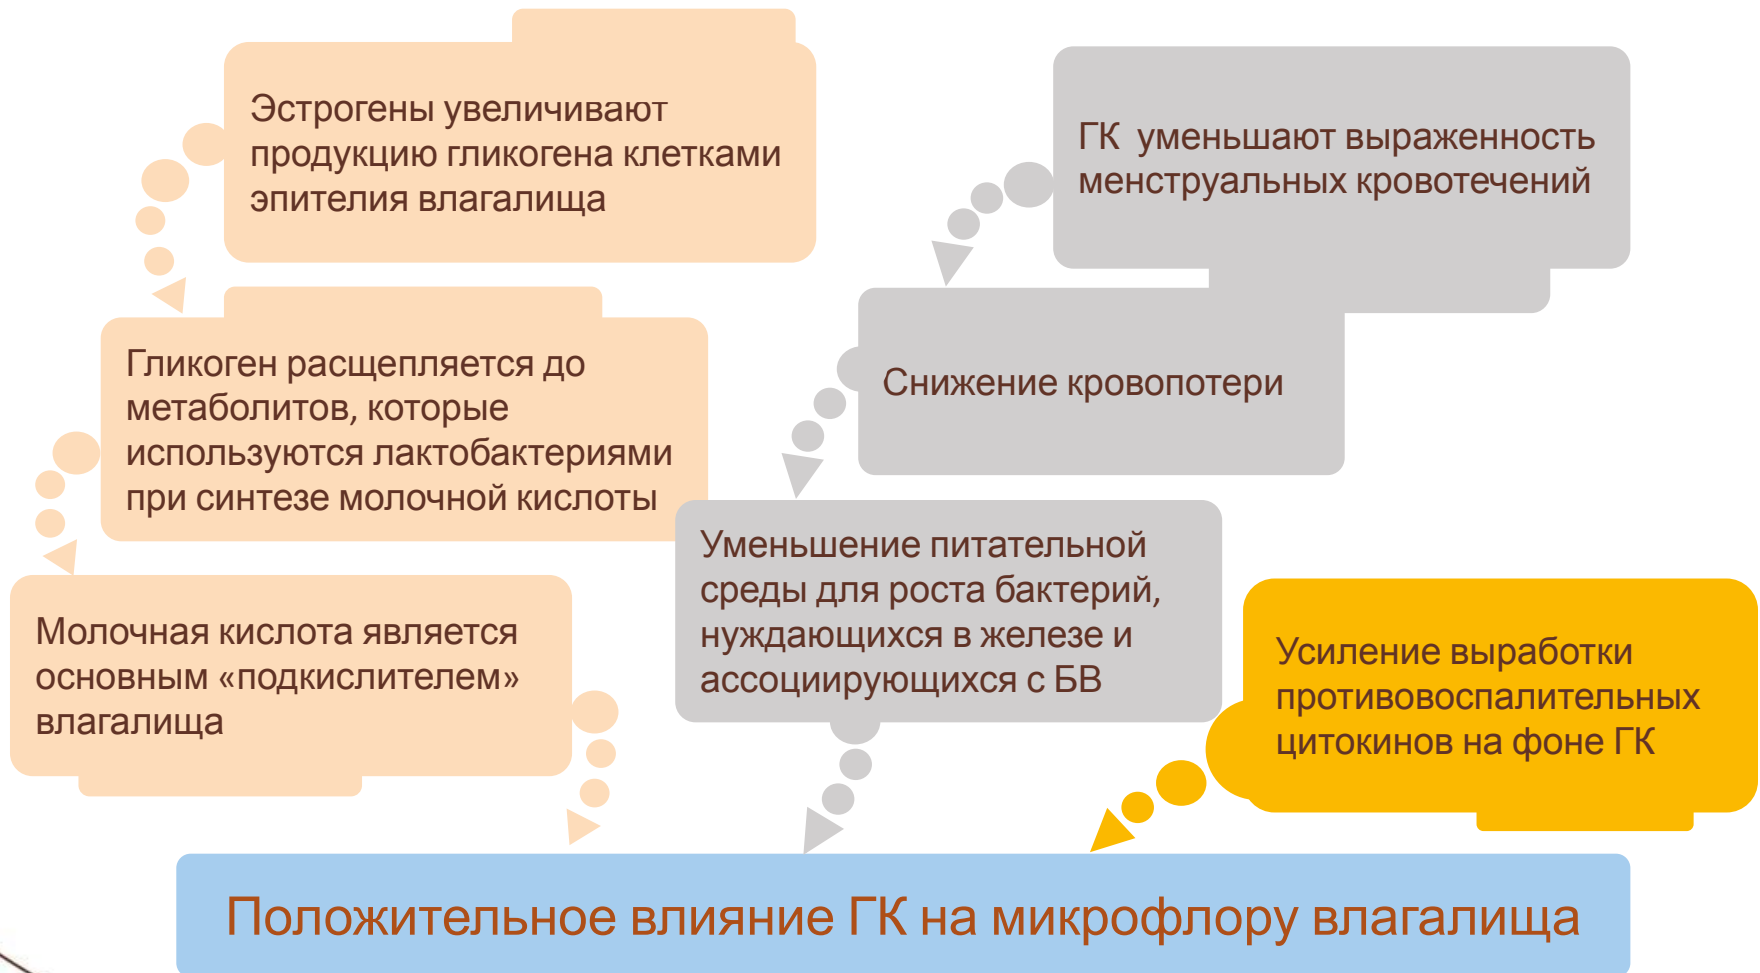 Эстрогены увеличивают
продукцию гликогена клетками
эпителия влагалища
Гликоген расщепляется до
метаболитов, которые
используются лактобактериями
при синтезе молочной кислоты
Молочная кислота является
основным «подкислителем»
влагалища
ГК уменьшают выраженность
менструальных кровотечений
Снижение кровопотери
Уменьшение питательной
среды для роста бактерий,
нуждающихся в железе и
ассоциирующихся с БВ
Усиление выработки
противовоспалительных
цитокинов на фоне ГК
Положительное влияние ГК на микрофлору влагалища